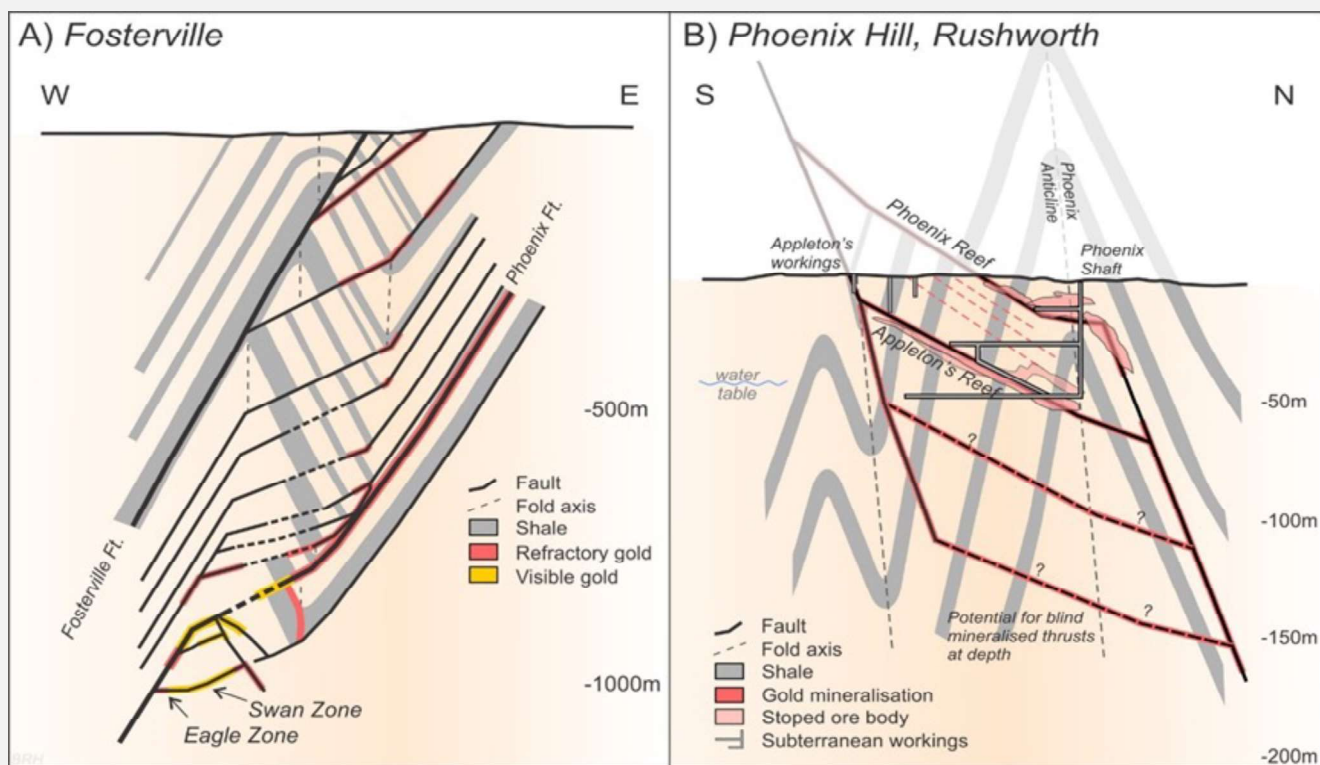 A) Fosterville
W
E
Phoenix Ft.
-500m
Fault
Fold axis
Shale
Refractory gold
Visible gold
Fosterville Ft.
-1000m
Swan Zone
Eagle Zone
BRH
B) Phoenix Hill, Rushworth
S
N
Phoenix
Anticline
Phoenix Reef
Appleton's
workings
Phoenix
Shaft
Appleton's Reef
water
table
-50m
?
?
-100m
?
?
Potential for blind
mineralised thrusts
at depth
-150m
Fault
Fold axis
Shale
Gold mineralisation
Stoped ore body
Subterranean workings
-200m